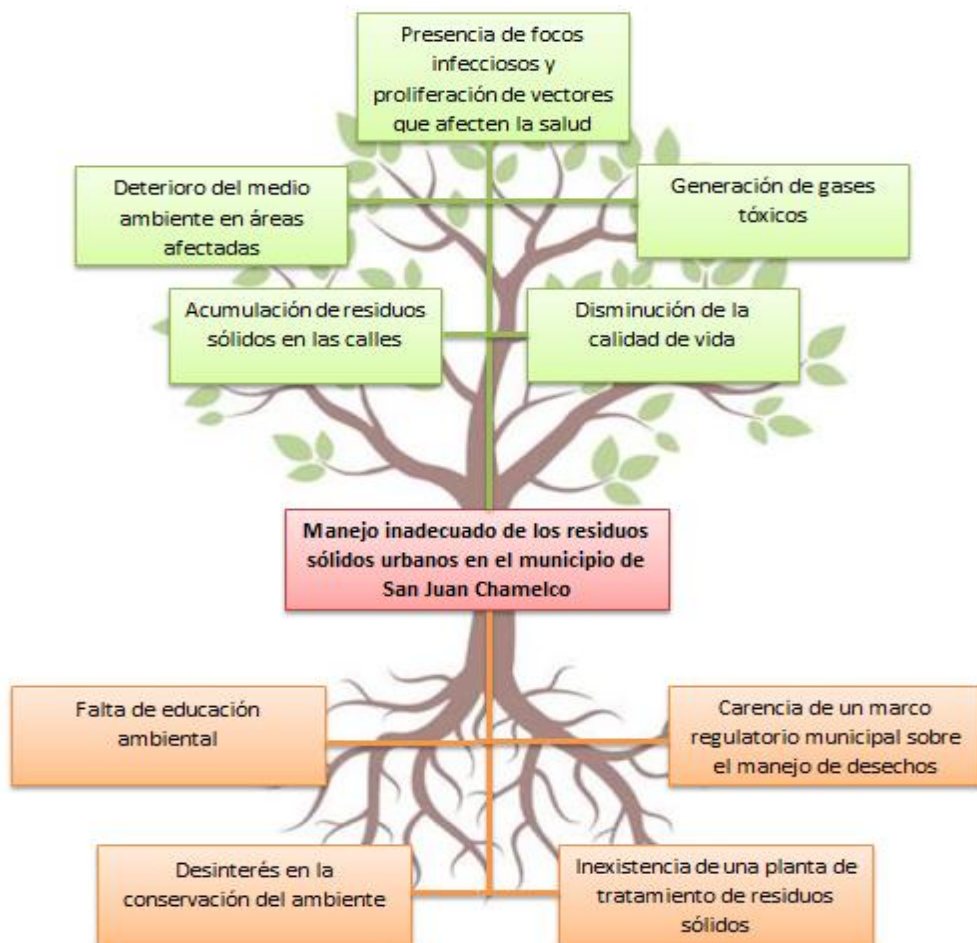 Presencia de focos
infecciosos y
proliferación de vectores
que afecten la salud
Deterioro del medio
ambiente en áreas
afectadas
Generación de gases
tóxicos
Acumulación de residuos
sólidos en las calles
Disminución de la
calidad de vida
Manejo inadecuado de los residuos
sólidos urbanos en el municipio de
San Juan Chamelco
Falta de educación
ambiental
Carencia de un marco
regulatorio municipal sobre
el manejo de desechos
Desinterés en la
conservación del ambiente
Inexistencia de una planta de
tratamiento de residuos
sólidos